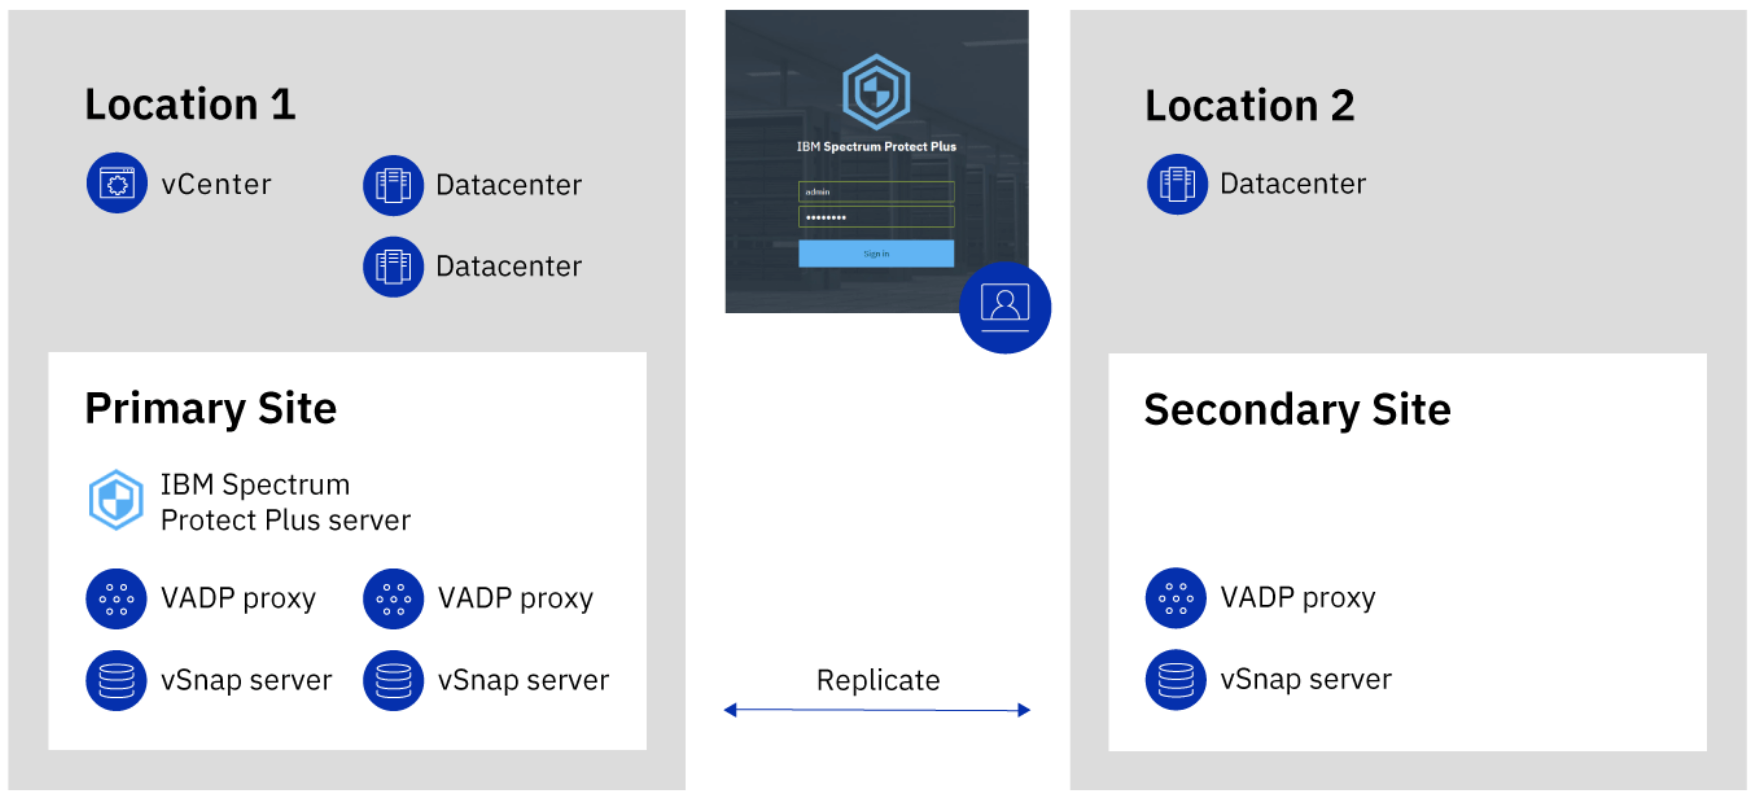 Location 1
vCenter
Datacenter
Datacenter
Primary Site
IBM Spectrum
Protect Plus server
VADP proxy
VADP proxy
vSnap server
vSnap server
IBM Spectrum Protect Plus
admin
••••••••
Sign in
Replicate
Location 2
Datacenter
Secondary Site
VADP proxy
vSnap server